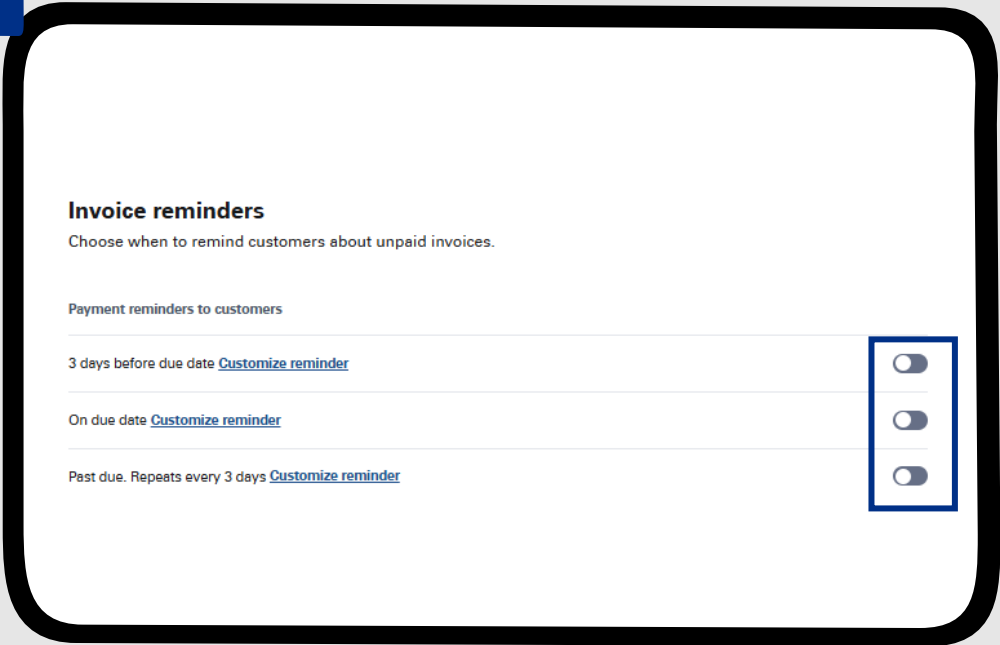 Invoice reminders
Choose when to remind customers about unpaid invoices.
Payment reminders to customers
3 days before due date Customize reminder
On due date Customize reminder
Past due. Repeats every 3 days Customize reminder